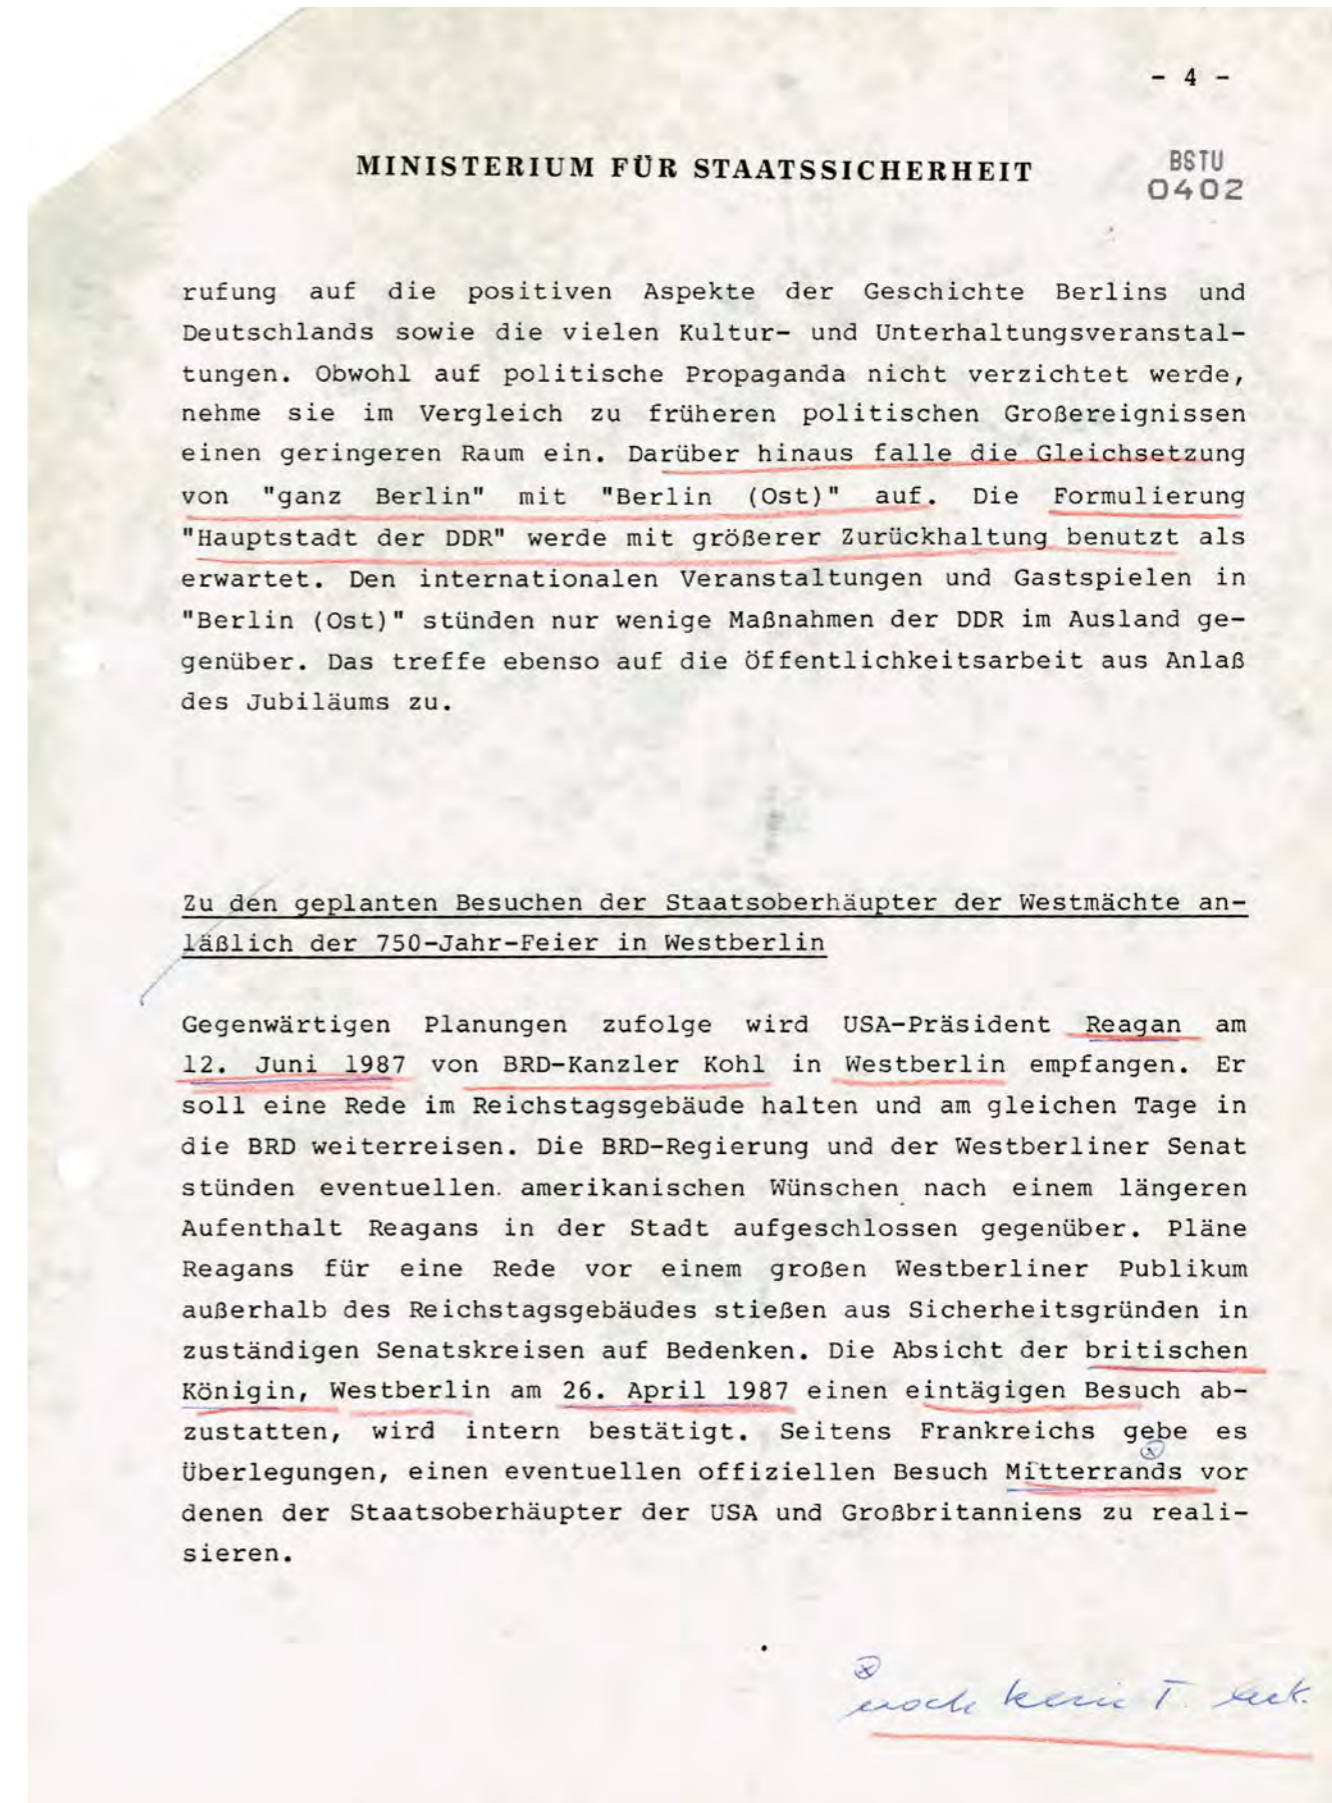 - 4 -
MINISTERIUM FÜR STAATSSICHERHEIT
BSTU
0402
rufung auf die positiven Aspekte der Geschichte Berlins und
Deutschlands sowie die vielen Kultur- und Unterhaltungsveranstal-
tungen. Obwohl auf politische Propaganda nicht verzichtet werde,
nehme sie im Vergleich zu früheren politischen Großereignissen
einen geringeren Raum ein. Darüber hinaus falle die Gleichsetzung
von "ganz Berlin" mit "Berlin (Ost)" auf. Die Formulierung
"Hauptstadt der DDR" werde mit größerer Zurückhaltung benutzt als
erwartet. Den internationalen Veranstaltungen und Gastspielen in
"Berlin (Ost)" stünden nur wenige Maßnahmen der DDR im Ausland ge-
genüber. Das treffe ebenso auf die Öffentlichkeitsarbeit aus Anlaß
des Jubiläums zu.
Zu den geplanten Besuchen der Staatsoberhäupter der Westmächte an-
läßlich der 750-Jahr-Feier in Westberlin
Gegenwärtigen Planungen zufolge wird USA-Präsident Reagan am
12. Juni 1987 von BRD-Kanzler Kohl in Westberlin empfangen. Er
soll eine Rede im Reichstagsgebäude halten und am gleichen Tage in
die BRD weiterreisen. Die BRD-Regierung und der Westberliner Senat
stünden eventuellen amerikanischen Wünschen nach einem längeren
Aufenthalt Reagans in der Stadt aufgeschlossen gegenüber. Pläne
Reagans für eine Rede vor einem großen Westberliner Publikum
außerhalb des Reichstagsgebäudes stießen aus Sicherheitsgründen in
zuständigen Senatskreisen auf Bedenken. Die Absicht der britischen
Königin, Westberlin am 26. April 1987 einen eintägigen Besuch ab-
zustatten, wird intern bestätigt. Seitens Frankreichs gebe es
Überlegungen, einen eventuellen offiziellen Besuch Mitterrands ⓧ vor
denen der Staatsoberhäupter der USA und Großbritanniens zu reali-
sieren.
ⓧ
noch kein T. bek.